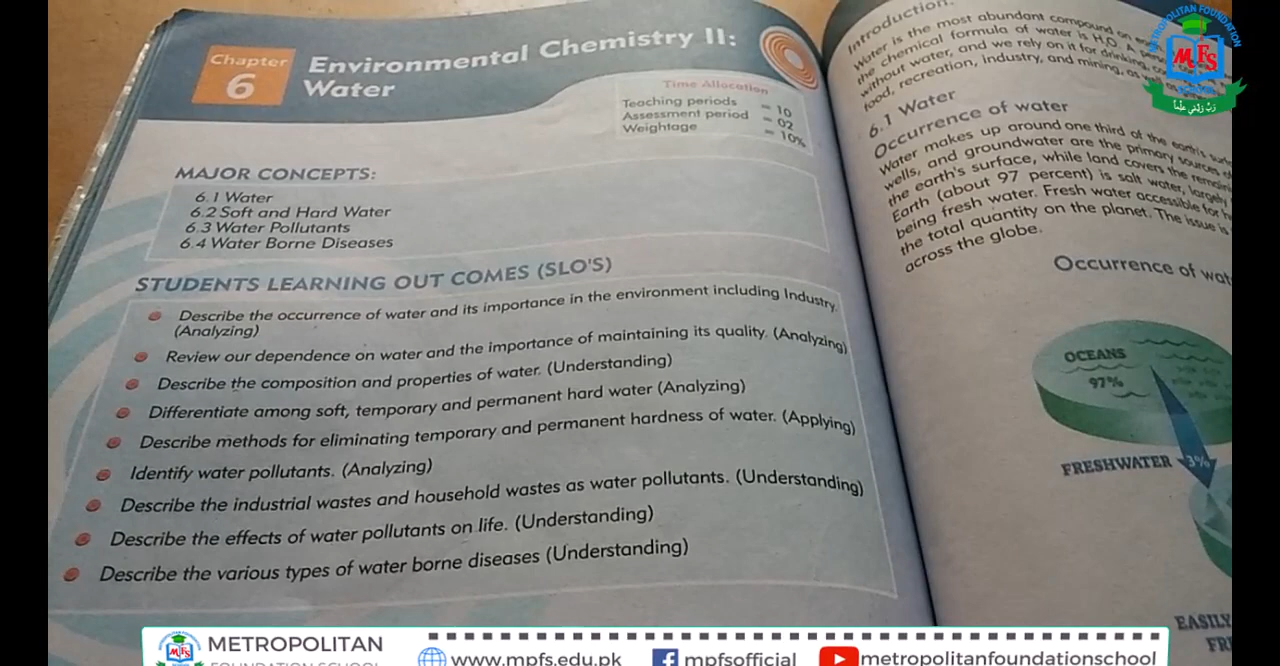 Chapter
6
Environmental Chemistry II:
Water
Time Allocation
Teaching periods = 10
Assessment period = 02
Weightage = 10%
MAJOR CONCEPTS:
6.1 Water
6.2 Soft and Hard Water
6.3 Water Pollutants
6.4 Water Borne Diseases
STUDENTS LEARNING OUT COMES (SLO'S)
Describe the occurrence of water and its importance in the environment including Industry.
(Analyzing)
Review our dependence on water and the importance of maintaining its quality. (Analyzing)
Describe the composition and properties of water. (Understanding)
Differentiate among soft, temporary and permanent hard water (Analyzing)
Describe methods for eliminating temporary and permanent hardness of water. (Applying)
Identify water pollutants. (Analyzing)
Describe the industrial wastes and household wastes as water pollutants. (Understanding)
Describe the effects of water pollutants on life. (Understanding)
Describe the various types of water borne diseases (Understanding)
Introduction:
Water is the most abundant compound on
the chemical formula of water is H2O. A
without water, and we rely on it for drinking,
food, recreation, industry, and mining, as
6.1 Water
Occurrence of water
Water makes up around one third of the earth's
wells, and groundwater are the primary sources
the earth's surface, while land covers the
Earth (about 97 percent) is salt water, largely
being fresh water. Fresh water accessible for
the total quantity on the planet. The issue is
across the globe.
Occurrence of
OCEANS
97%
FRESHWATER 3%
EASILY
METROPOLITAN FOUNDATION
MFS
SCHOOL
METROPOLITAN
FOUNDATION SCHOOL
www.mpfs.edu.pk
mpfsofficial
metropolitanfoundationschool